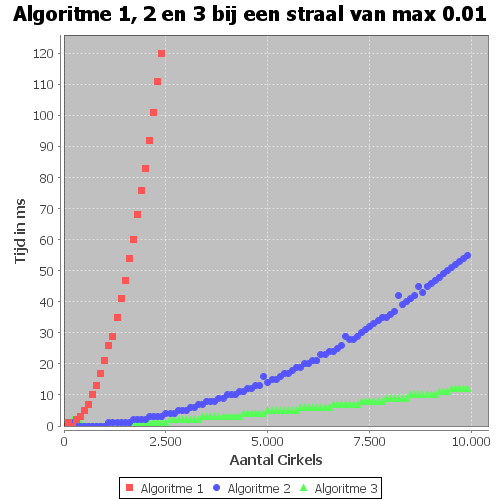 Algoritme 1, 2 en 3 bij een straal van max 0.01
Tijd in ms
120
110
100
90
80
70
60
50
40
30
20
10
0
0 2.500 5.000 7.500 10.000
Aantal Cirkels
Algoritme 1 Algoritme 2 Algoritme 3